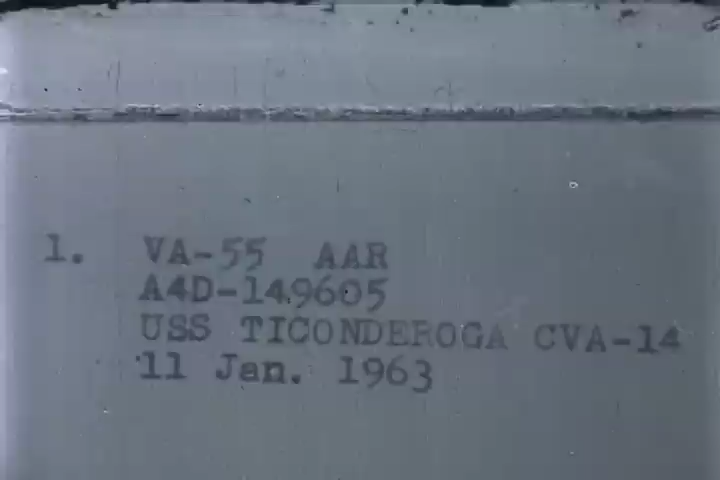 1. VA-55 AAR
A4D-149605
USS TICONDEROGA CVA-14
11 Jan. 1963